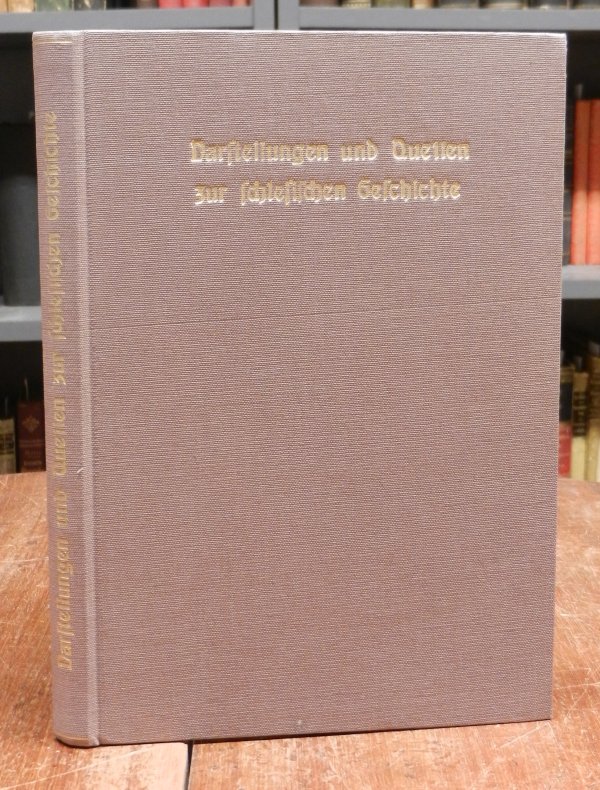 Darſtellungen und Quellen
zur ſchleſiſchen Geſchichte
Darſtellungen und Quellen zur ſchleſiſchen Geſchichte